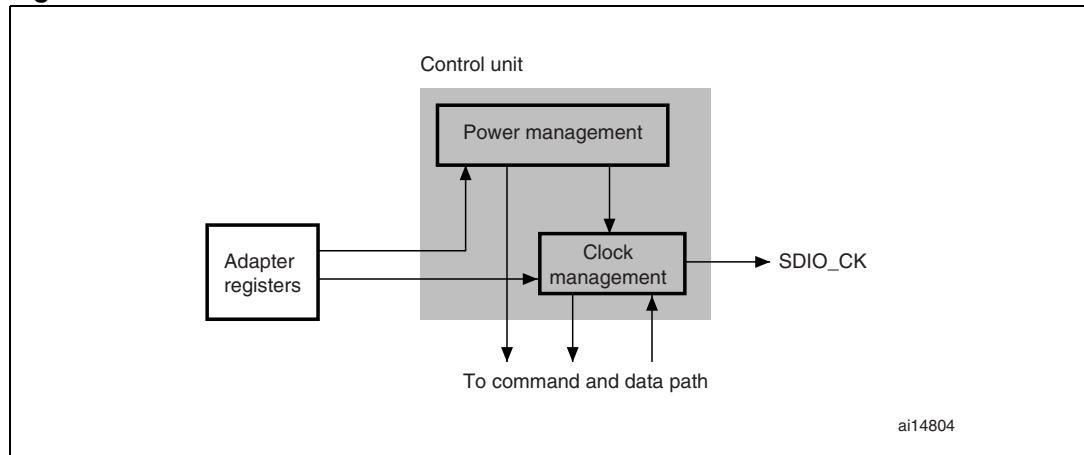 Control unit
Power management
Adapter
registers
Clock
management
SDIO_CK
To command and data path
ai14804